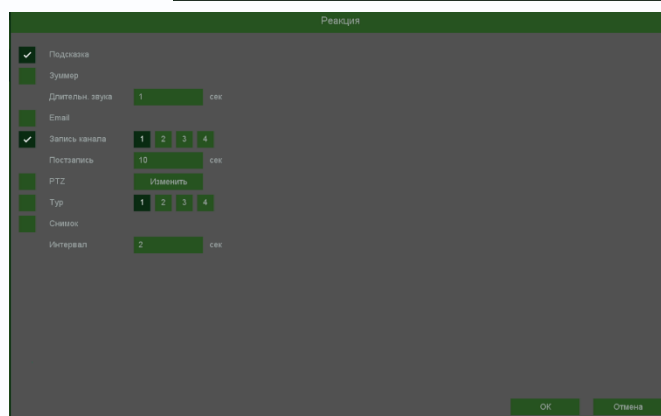 Реакция
Подсказка
Зуммер
Длительн. звука 1 сек
Email
Запись канала 1 2 3 4
Постзапись 10 сек
PTZ Изменить
Тур 1 2 3 4
Снимок
Интервал 2 сек
OK Отмена